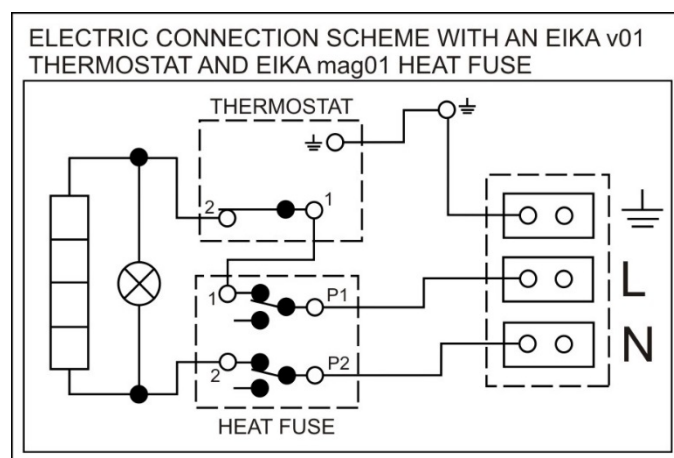 ELECTRIC CONNECTION SCHEME WITH AN EIKA v01
THERMOSTAT AND EIKA mag01 HEAT FUSE
THERMOSTAT
2
1
1
P1
L
2
P2
N
HEAT FUSE